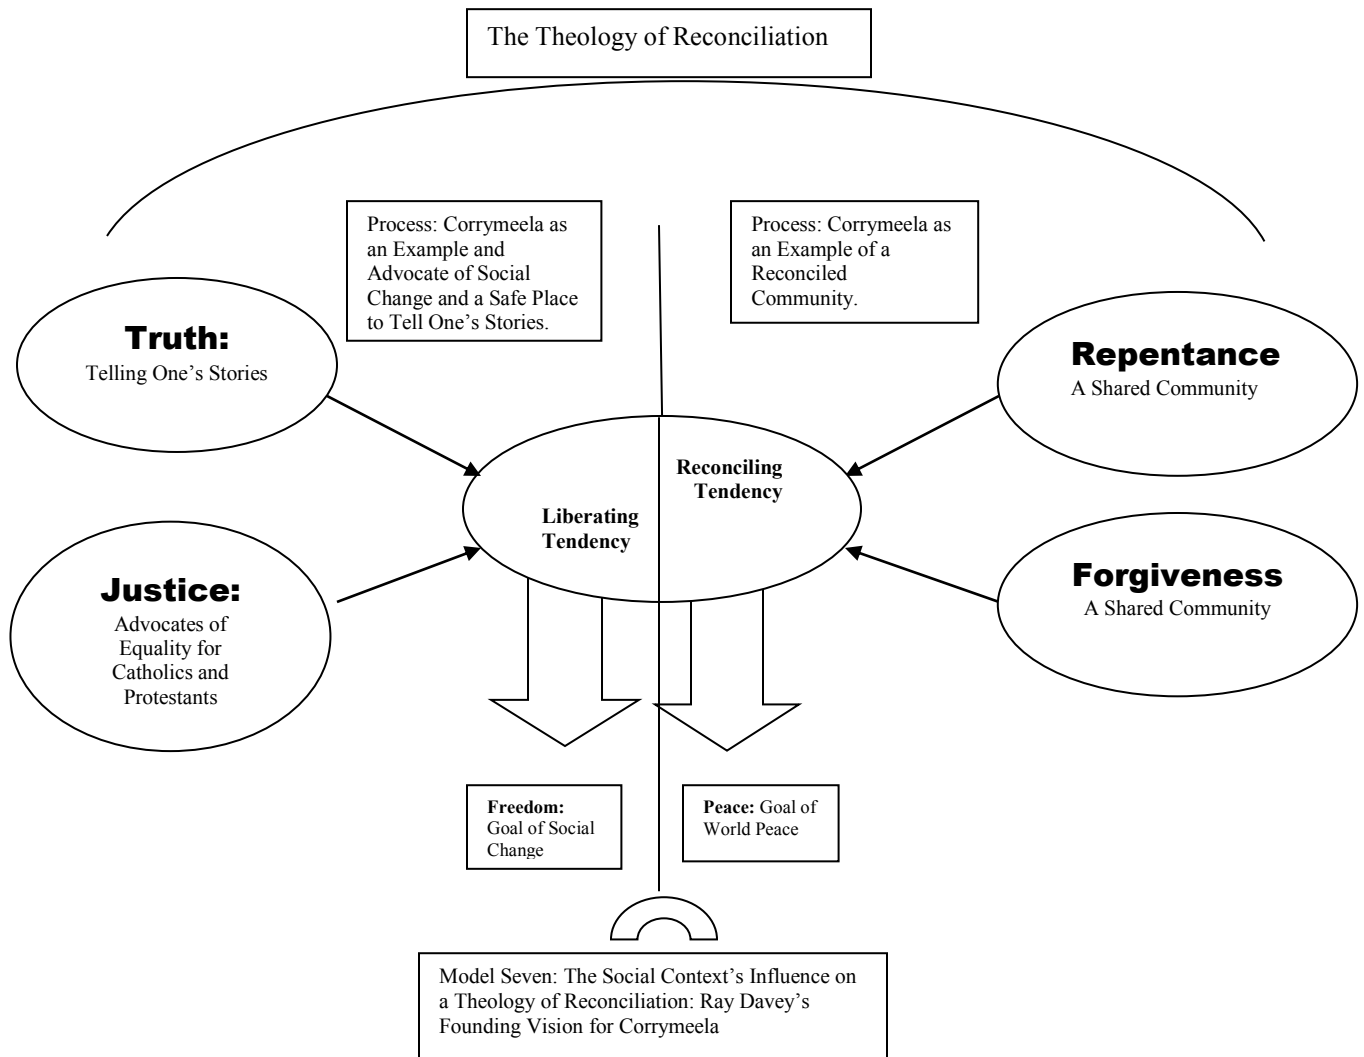 The Theology of Reconciliation
Process: Corrymeela as
an Example and
Advocate of Social
Change and a Safe Place
to Tell One’s Stories.
Process: Corrymeela as
an Example of a
Reconciled
Community.
Truth:
Telling One’s Stories
Repentance
A Shared Community
Reconciling
Tendency
Liberating
Tendency
Justice:
Advocates of
Equality for
Catholics and
Protestants
Forgiveness
A Shared Community
Freedom:
Goal of Social
Change
Peace: Goal of
World Peace
Model Seven: The Social Context’s Influence on
a Theology of Reconciliation: Ray Davey’s
Founding Vision for Corrymeela